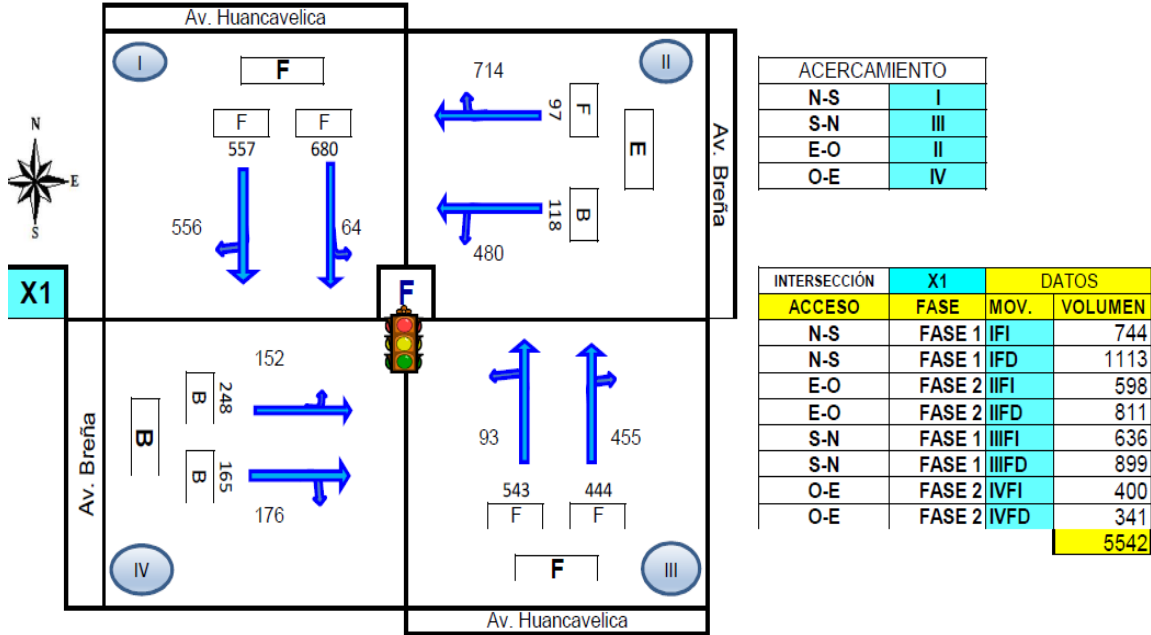 Av. Huancavelica
I
F
F
F
557
680
556
64
II
714
97
F
E
118
B
480
Av. Breña
N
E
S
X1
F
152
248
B
B
165
B
176
Av. Breña
IV
93
455
543
444
F
F
F
III
Av. Huancavelica
ACERCAMIENTO
N-S I
S-N III
E-O II
O-E IV
INTERSECCIÓN X1 DATOS
ACCESO FASE MOV. VOLUMEN
N-S FASE 1 IFI 744
N-S FASE 1 IFD 1113
E-O FASE 2 IIFI 598
E-O FASE 2 IIFD 811
S-N FASE 1 IIIFI 636
S-N FASE 1 IIIFD 899
O-E FASE 2 IVFI 400
O-E FASE 2 IVFD 341
5542